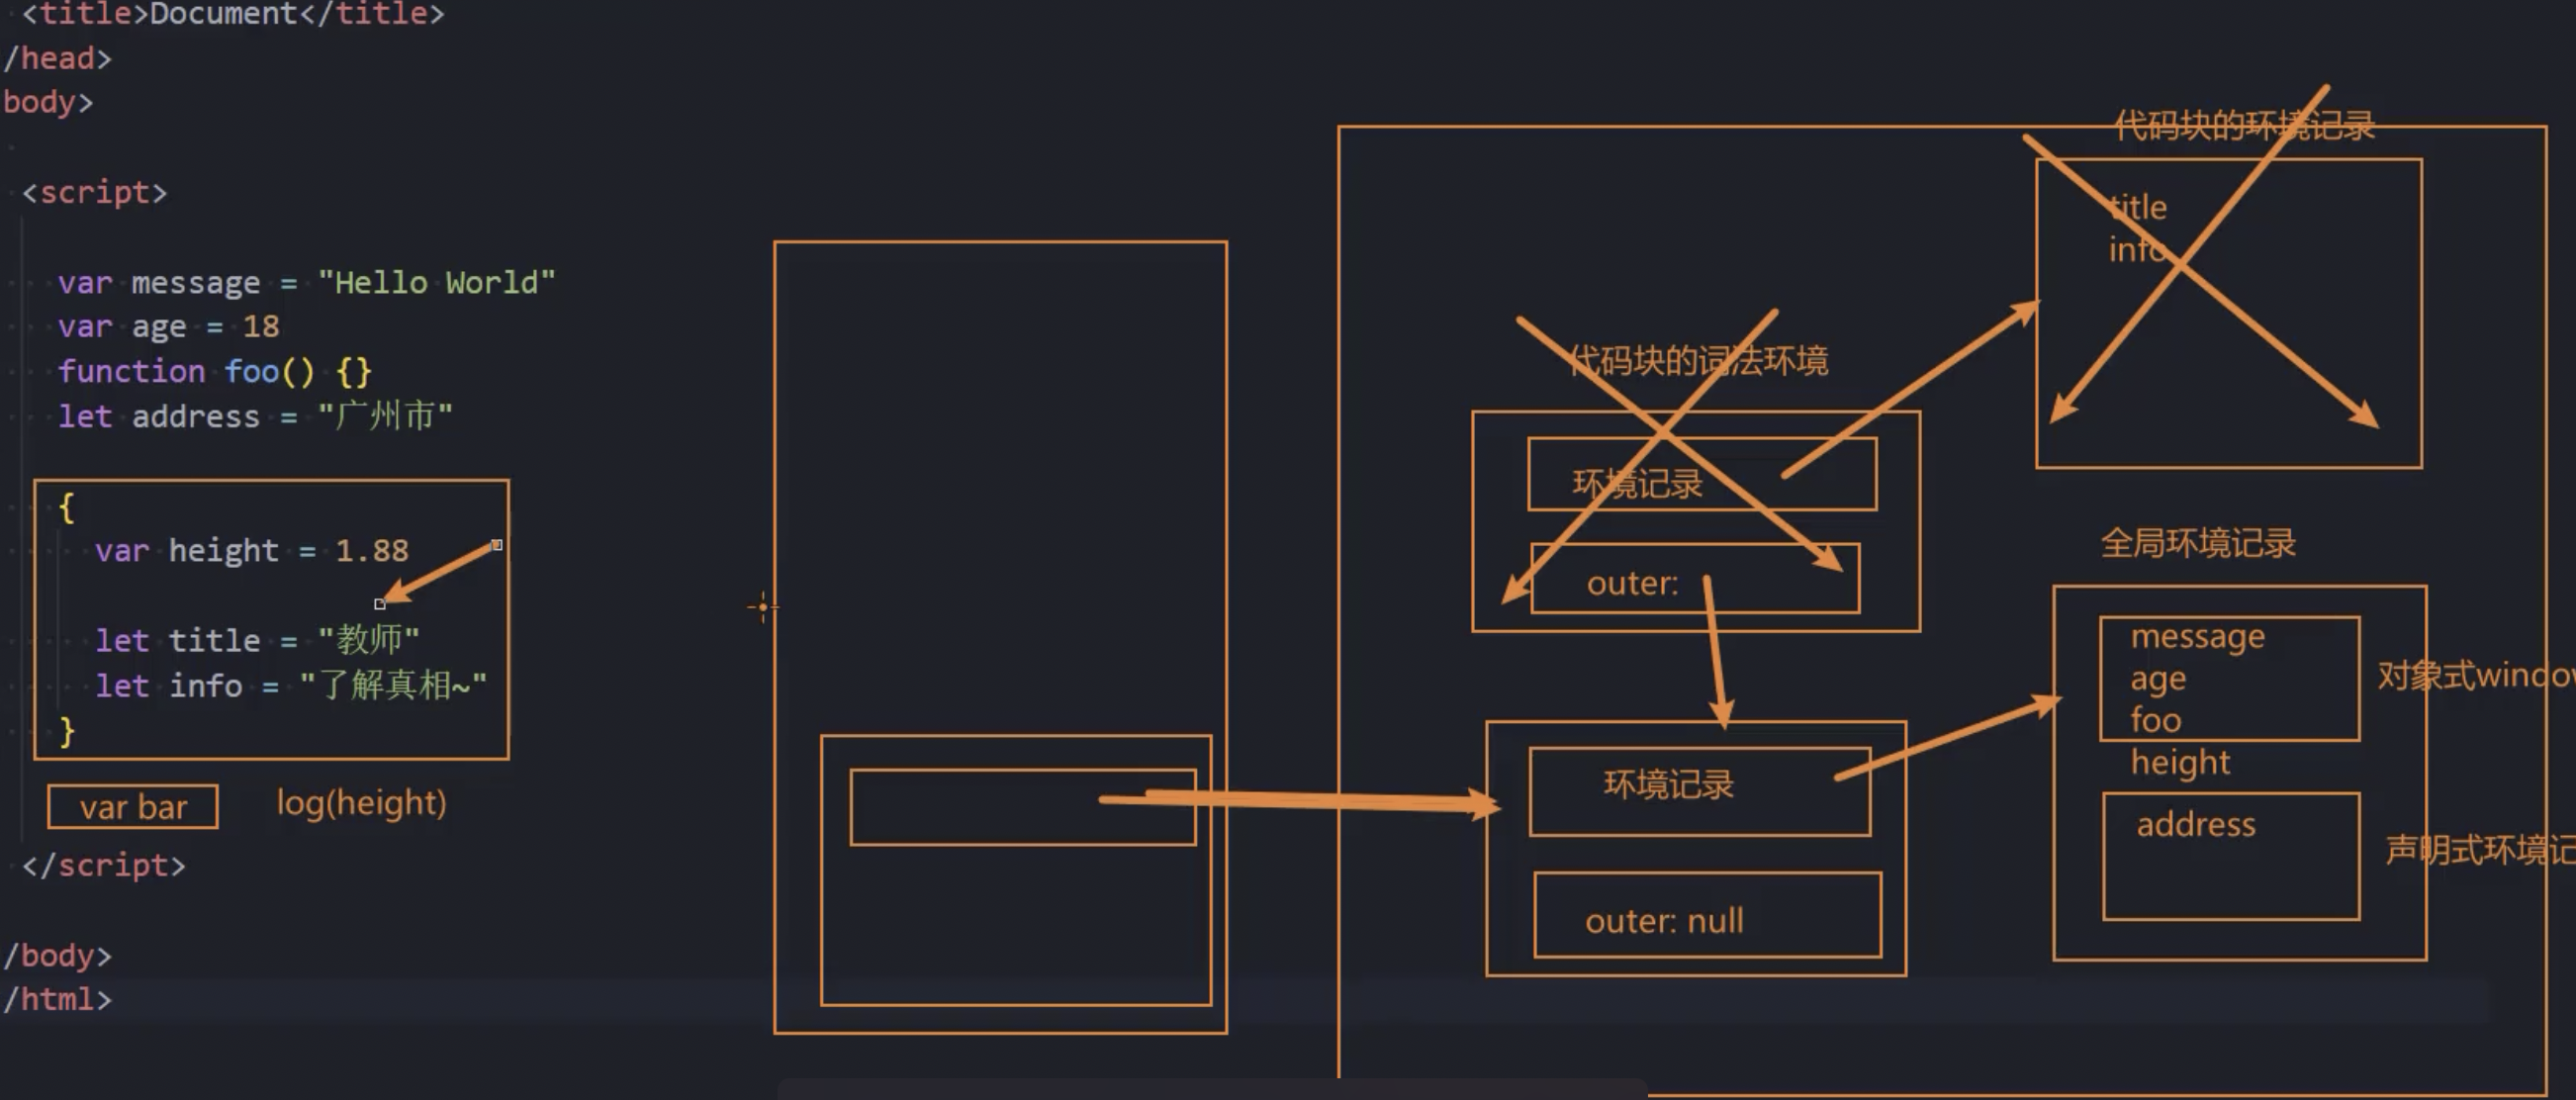 <title>Document</title>
/head>
body>
<script>
var message = "Hello World"
var age = 18
function foo() {}
let address = "广州市"
{
var height = 1.88
let title = "教师"
let info = "了解真相~"
}
var bar
log(height)
</script>
/body>
/html>
代码块的词法环境
环境记录
outer:
环境记录
outer: null
代码块的环境记录
title
info
全局环境记录
message
age
foo
height
对象式window
address
声明式环境记